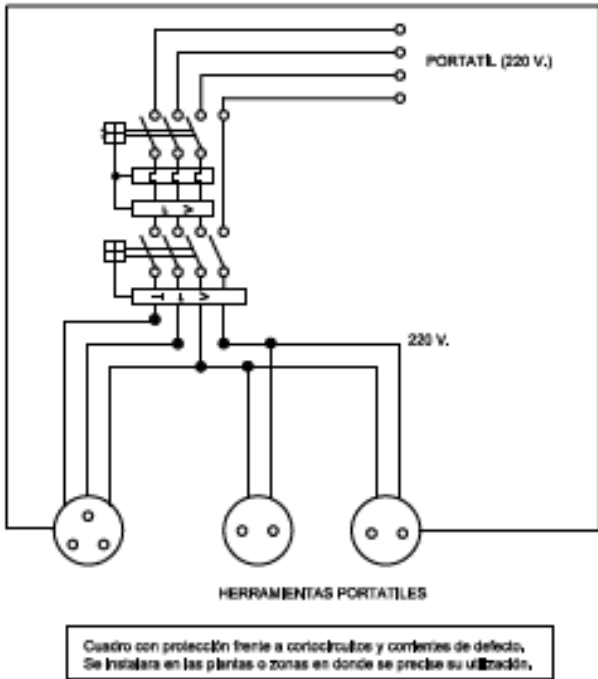 PORTATÍL (220 V.)
220 V.
HERRAMIENTAS PORTATILES
Cuadro con protección frente a cortocircuitos y corrientes de defecto.
Se instalara en las plantas o zonas en donde se precise su utilización.